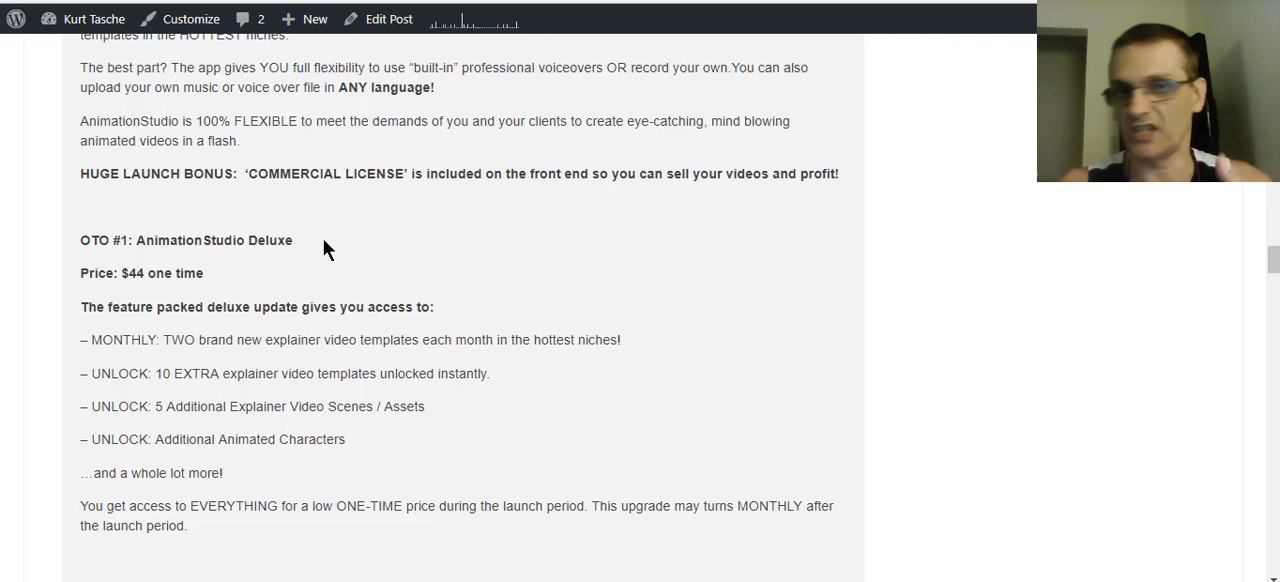 Kurt Tasche Customize 2 New Edit Post
templates in the HOTTEST niches.
The best part? The app gives YOU full flexibility to use “built-in” professional voiceovers OR record your own.You can also
upload your own music or voice over file in ANY language!
AnimationStudio is 100% FLEXIBLE to meet the demands of you and your clients to create eye-catching, mind blowing
animated videos in a flash.
HUGE LAUNCH BONUS:  ‘COMMERCIAL LICENSE’ is included on the front end so you can sell your videos and profit!
OTO #1: AnimationStudio Deluxe
Price: $44 one time
The feature packed deluxe update gives you access to:
– MONTHLY: TWO brand new explainer video templates each month in the hottest niches!
– UNLOCK: 10 EXTRA explainer video templates unlocked instantly.
– UNLOCK: 5 Additional Explainer Video Scenes / Assets
– UNLOCK: Additional Animated Characters
…and a whole lot more!
You get access to EVERYTHING for a low ONE-TIME price during the launch period. This upgrade may turns MONTHLY after
the launch period.